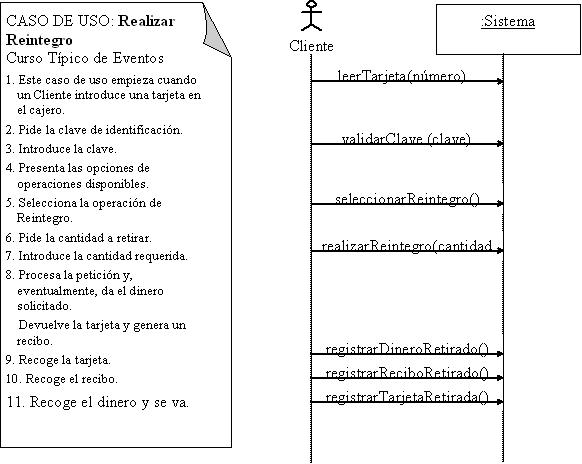 CASO DE USO: Realizar
Reintegro
Curso Típico de Eventos
1. Este caso de uso empieza cuando
un Cliente introduce una tarjeta en
el cajero.
2. Pide la clave de identificación.
3. Introduce la clave.
4. Presenta las opciones de
operaciones disponibles.
5. Selecciona la operación de
Reintegro.
6. Pide la cantidad a retirar.
7. Introduce la cantidad requerida.
8. Procesa la petición y,
eventualmente, da el dinero
solicitado.
Devuelve la tarjeta y genera un
recibo.
9. Recoge la tarjeta.
10. Recoge el recibo.
11. Recoge el dinero y se va.
Cliente
:Sistema
leerTarjeta(número)
validarClave (clave)
seleccionarReintegro()
realizarReintegro(cantidad
registrarDineroRetirado()
registrarReciboRetirado()
registrarTarjetaRetirada()